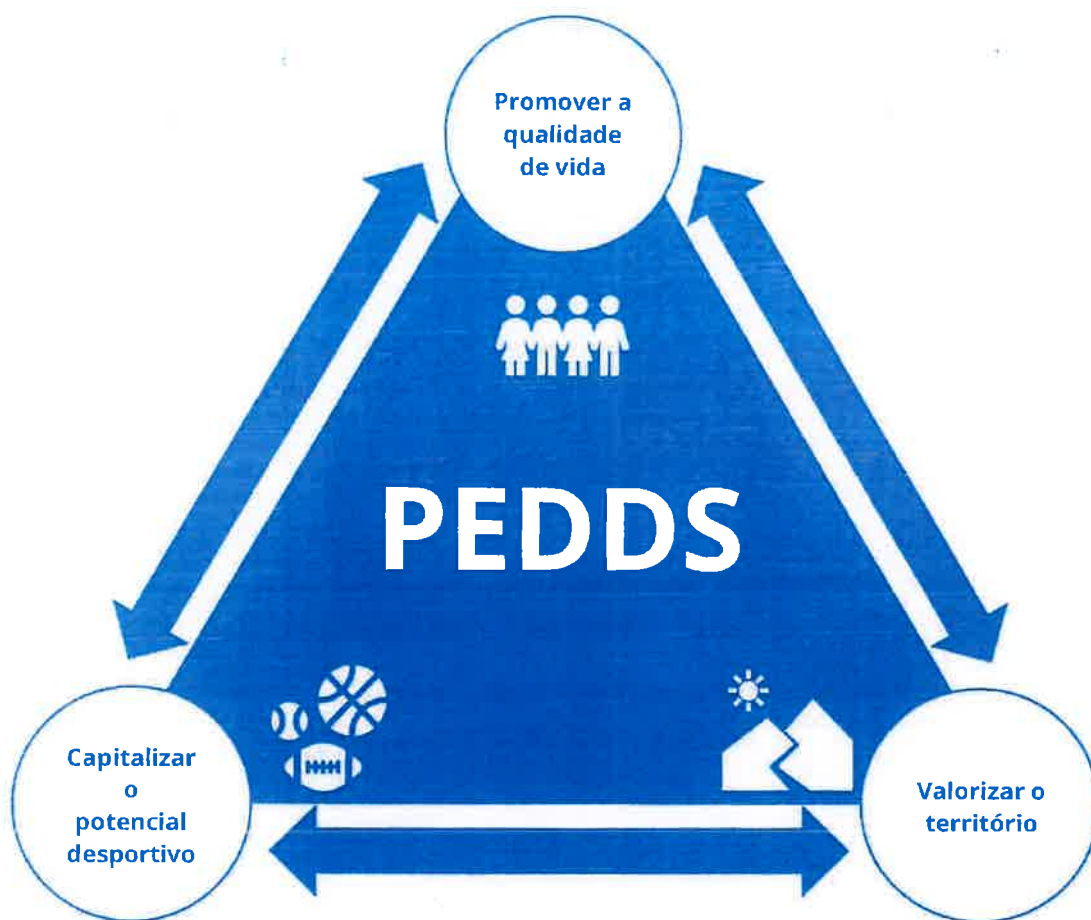 Promover a
qualidade
de vida
PEDDS
Capitalizar
o
potencial
desportivo
Valorizar o
território